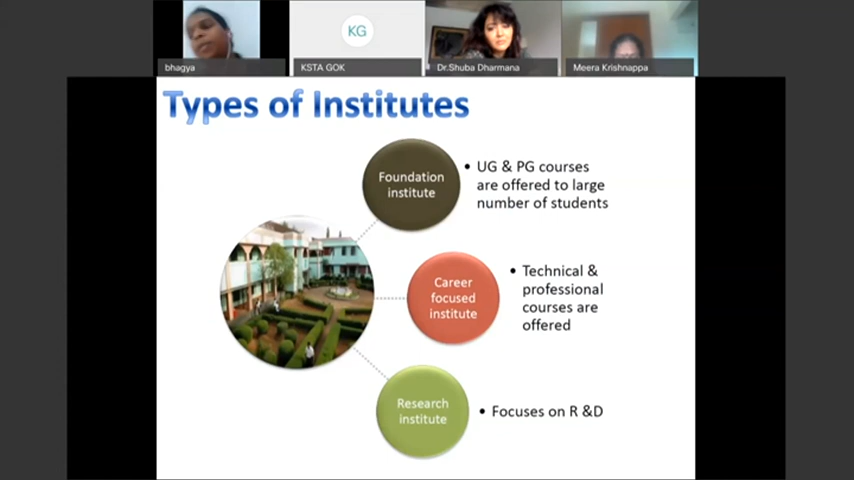 KG
bhagya
KSTA GOK
Dr.Shuba Dharmana
Meera Krishnappa
Types of Institutes
Foundation
institute
• UG & PG courses
are offered to large
number of students
Career
focused
institute
• Technical &
professional
courses are
offered
Research
institute
• Focuses on R &D